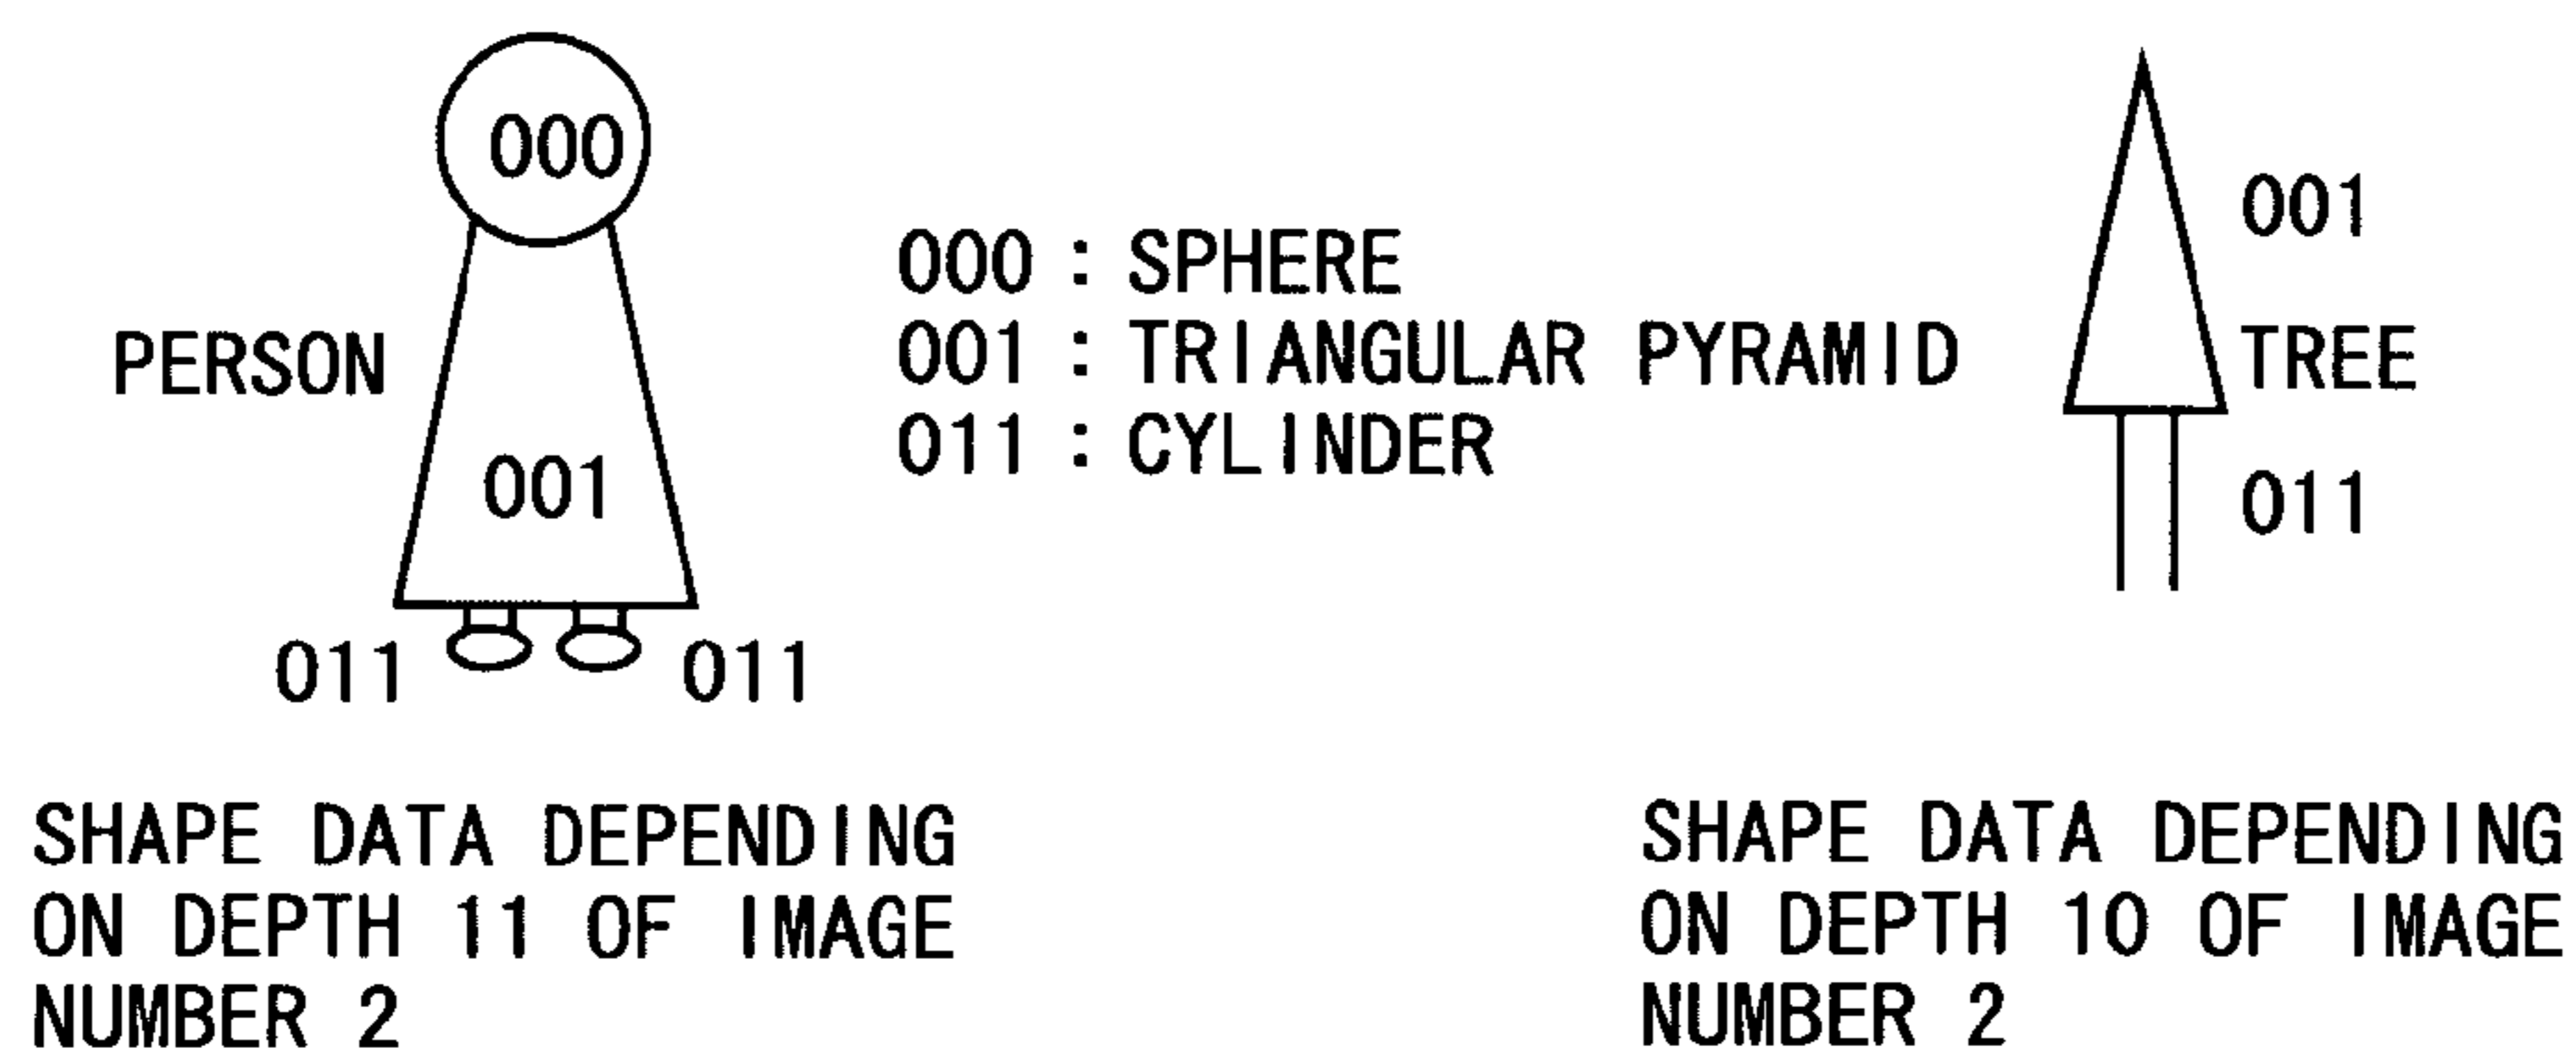 000
PERSON
001
011 011
000 : SPHERE
001 : TRIANGULAR PYRAMID
011 : CYLINDER
001
TREE
011
SHAPE DATA DEPENDING
ON DEPTH 11 OF IMAGE
NUMBER 2
SHAPE DATA DEPENDING
ON DEPTH 10 OF IMAGE
NUMBER 2